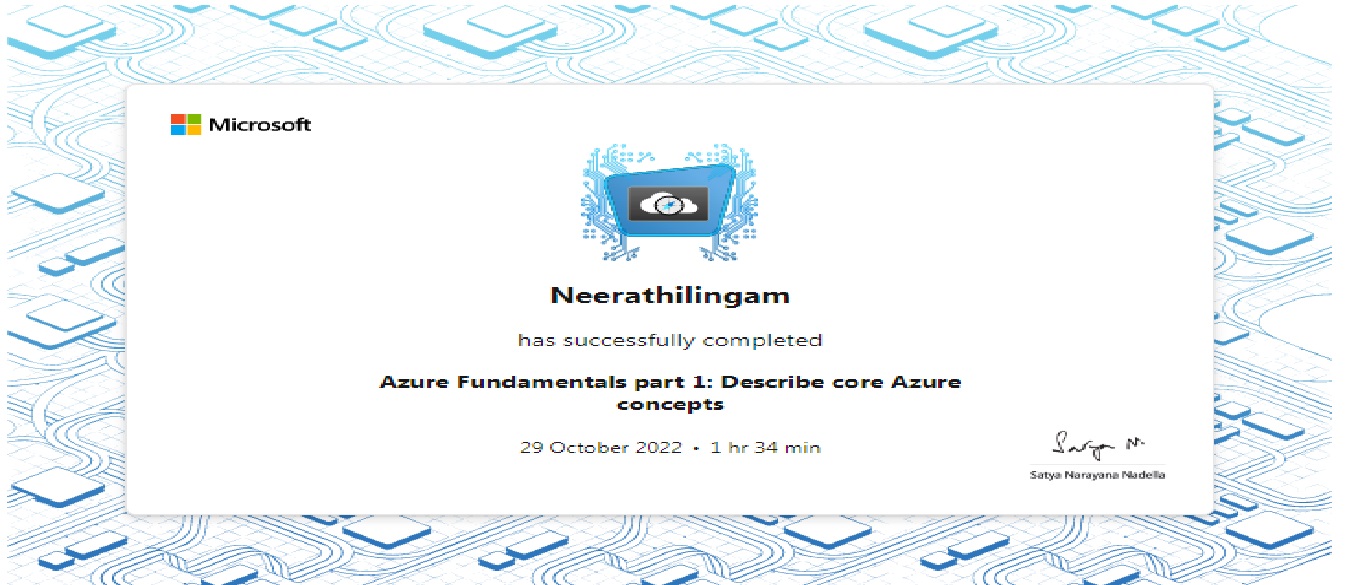 Microsoft
Neerathilingam
has successfully completed
Azure Fundamentals part 1: Describe core Azure
concepts
29 October 2022 • 1 hr 34 min
Satya N.
Satya Narayana Nadella